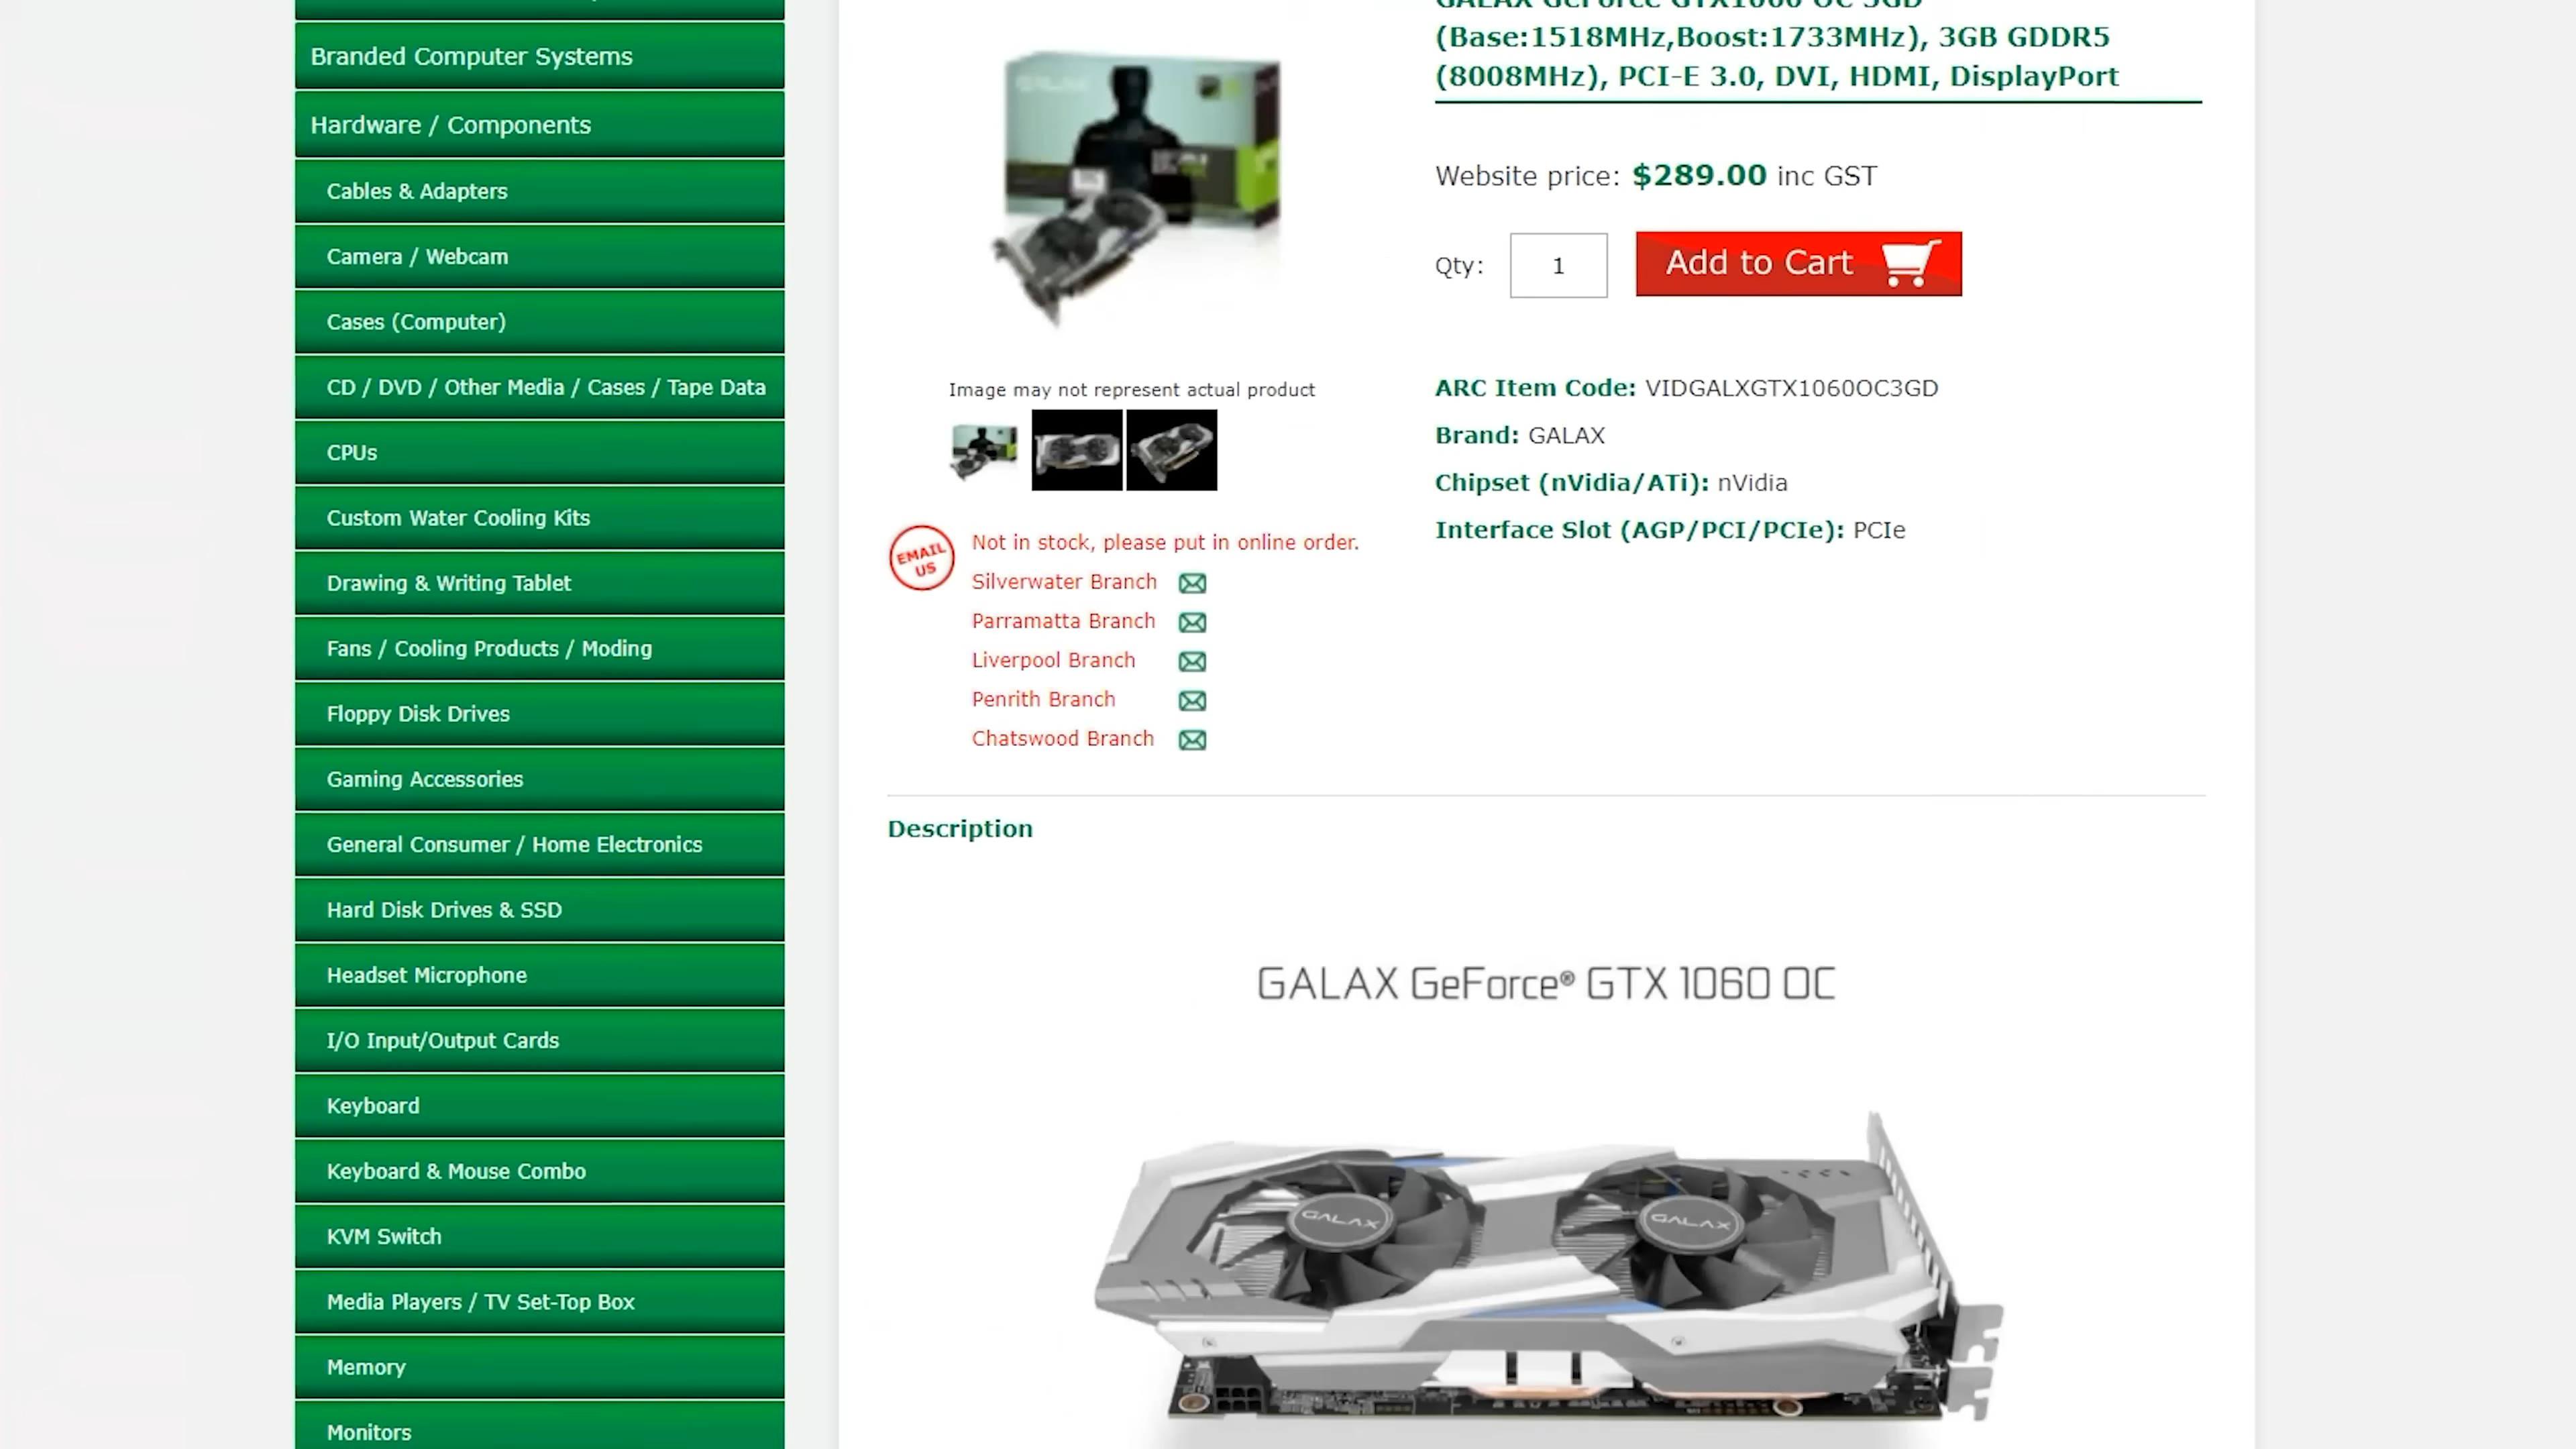 Branded Computer Systems
Hardware / Components
Cables & Adapters
Camera / Webcam
Cases (Computer)
CD / DVD / Other Media / Cases / Tape Data
CPUs
Custom Water Cooling Kits
Drawing & Writing Tablet
Fans / Cooling Products / Moding
Floppy Disk Drives
Gaming Accessories
General Consumer / Home Electronics
Hard Disk Drives & SSD
Headset Microphone
I/O Input/Output Cards
Keyboard
Keyboard & Mouse Combo
KVM Switch
Media Players / TV Set-Top Box
Memory
Monitors
GALAX GeForce GTX1060 OC 3GD
(Base:1518MHz,Boost:1733MHz), 3GB GDDR5
(8008MHz), PCI-E 3.0, DVI, HDMI, DisplayPort
Website price: $289.00 inc GST
Qty: 1 Add to Cart
Image may not represent actual product
ARC Item Code: VIDGALXGTX1060OC3GD
Brand: GALAX
Chipset (nVidia/ATi): nVidia
Interface Slot (AGP/PCI/PCIe): PCIe
EMAIL
US
Not in stock, please put in online order.
Silverwater Branch
Parramatta Branch
Liverpool Branch
Penrith Branch
Chatswood Branch
Description
GALAX GeForce® GTX 1060 OC
GALAX
GALAX